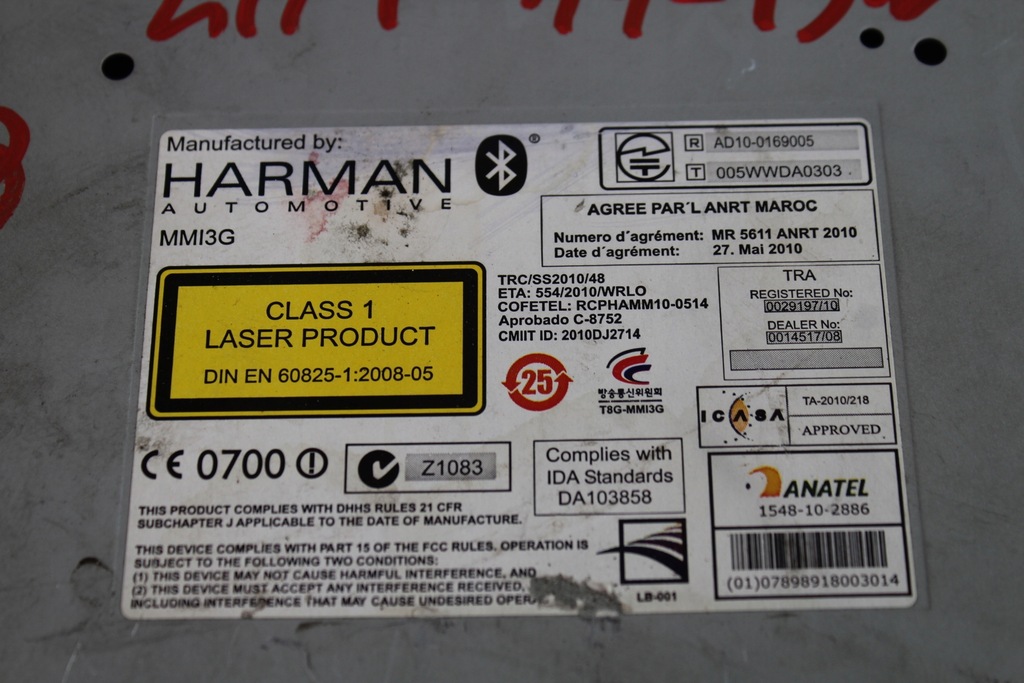 Manufactured by:
HARMAN
AUTOMOTIVE
MMI3G
®
R AD10-0169005
T 005WWDA0303
AGREE PAR´L ANRT MAROC
Numero d´agrément: MR 5611 ANRT 2010
Date d´agrément: 27. Mai 2010
CLASS 1
LASER PRODUCT
DIN EN 60825-1:2008-05
TRC/SS2010/48
ETA: 554/2010/WRLO
COFETEL: RCPHAMM10-0514
Aprobado C-8752
CMIIT ID: 2010DJ2714
TRA
REGISTERED No:
0029197/10
DEALER No:
0014517/08
25
방송통신위원회
T8G-MMI3G
ICASA
TA-2010/218
APPROVED
CE 0700
Z1083
Complies with
IDA Standards
DA103858
ANATEL
1548-10-2886
(01)07898918003014
THIS PRODUCT COMPLIES WITH DHHS RULES 21 CFR
SUBCHAPTER J APPLICABLE TO THE DATE OF MANUFACTURE.
THIS DEVICE COMPLIES WITH PART 15 OF THE FCC RULES. OPERATION IS
SUBJECT TO THE FOLLOWING TWO CONDITIONS:
(1) THIS DEVICE MAY NOT CAUSE HARMFUL INTERFERENCE, AND
(2) THIS DEVICE MUST ACCEPT ANY INTERFERENCE RECEIVED,
INCLUDING INTERFERENCE THAT MAY CAUSE UNDESIRED
LB-001